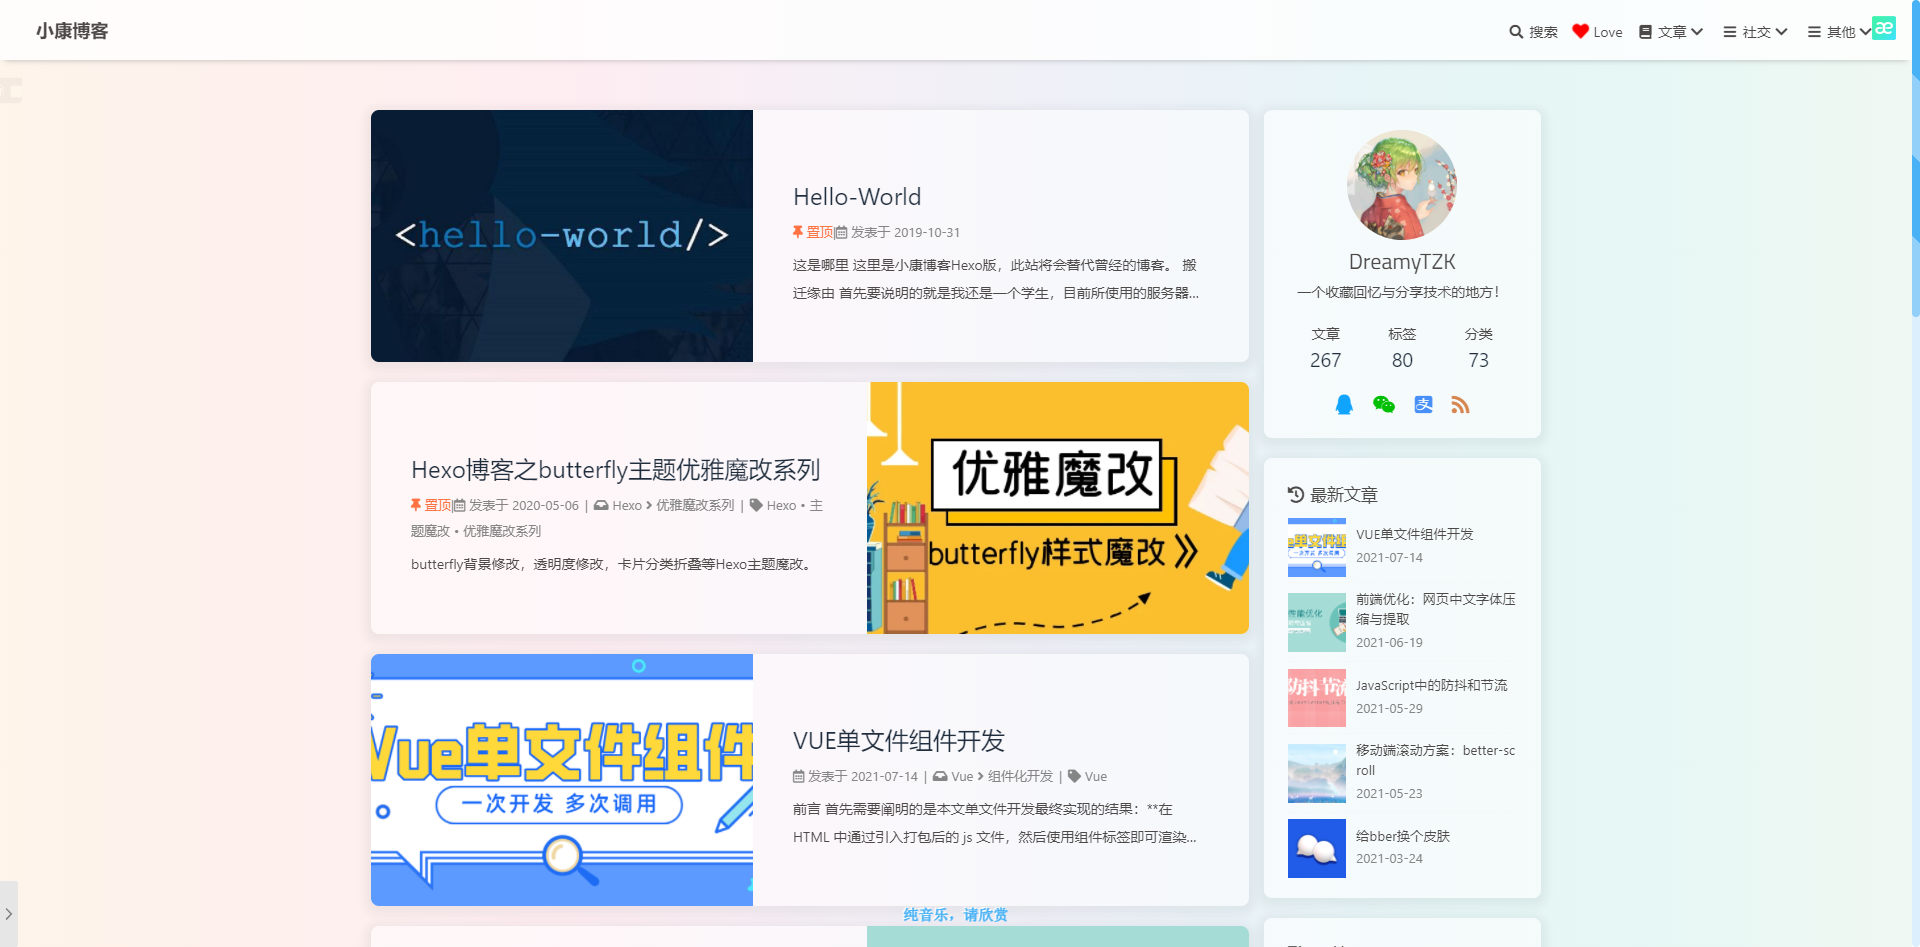 小康博客
搜索 Love 文章 社交 其他 æ
<hello-world/>
Hello-World
置顶 发表于 2019-10-31
这是哪里 这里是小康博客Hexo版，此站将会替代曾经的博客。 搬
迁缘由 首先要说明的就是我还是一个学生，目前所使用的服务器...
Hexo博客之butterfly主题优雅魔改系列
置顶 发表于 2020-05-06 | Hexo > 优雅魔改系列 | Hexo • 主
题魔改 • 优雅魔改系列
butterfly背景修改，透明度修改，卡片分类折叠等Hexo主题魔改。
优雅魔改
butterfly样式魔改
Vue单文件组件
一次开发 多次调用
VUE单文件组件开发
发表于 2021-07-14 | Vue > 组件化开发 | Vue
前言 首先需要阐明的是本文单文件开发最终实现的结果：**在
HTML 中通过引入打包后的 js 文件，然后使用组件标签即可渲染...
纯音乐，请欣赏
DreamyTZK
一个收藏回忆与分享技术的地方！
文章 标签 分类
267 80 73
支
最新文章
VUE单文件组件开发
2021-07-14
前端优化：网页中文字体压
缩与提取
2021-06-19
JavaScript中的防抖和节流
2021-05-29
移动端滚动方案：better-sc
roll
2021-05-23
给bber换个皮肤
2021-03-24